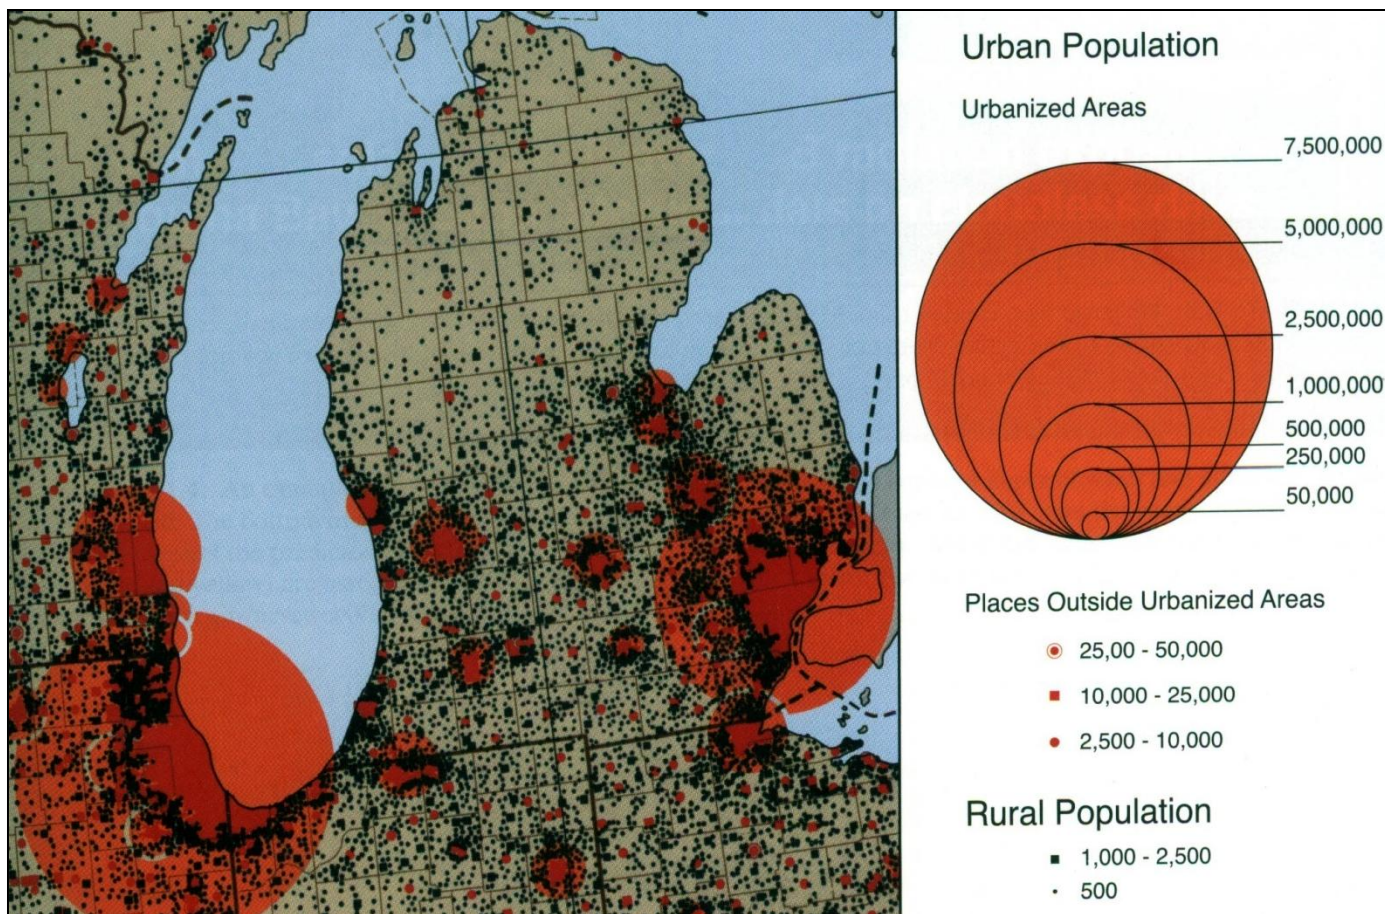 Urban Population
Urbanized Areas
7,500,000
5,000,000
2,500,000
1,000,000
500,000
250,000
50,000
Places Outside Urbanized Areas
25,00 - 50,000
10,000 - 25,000
2,500 - 10,000
Rural Population
1,000 - 2,500
500